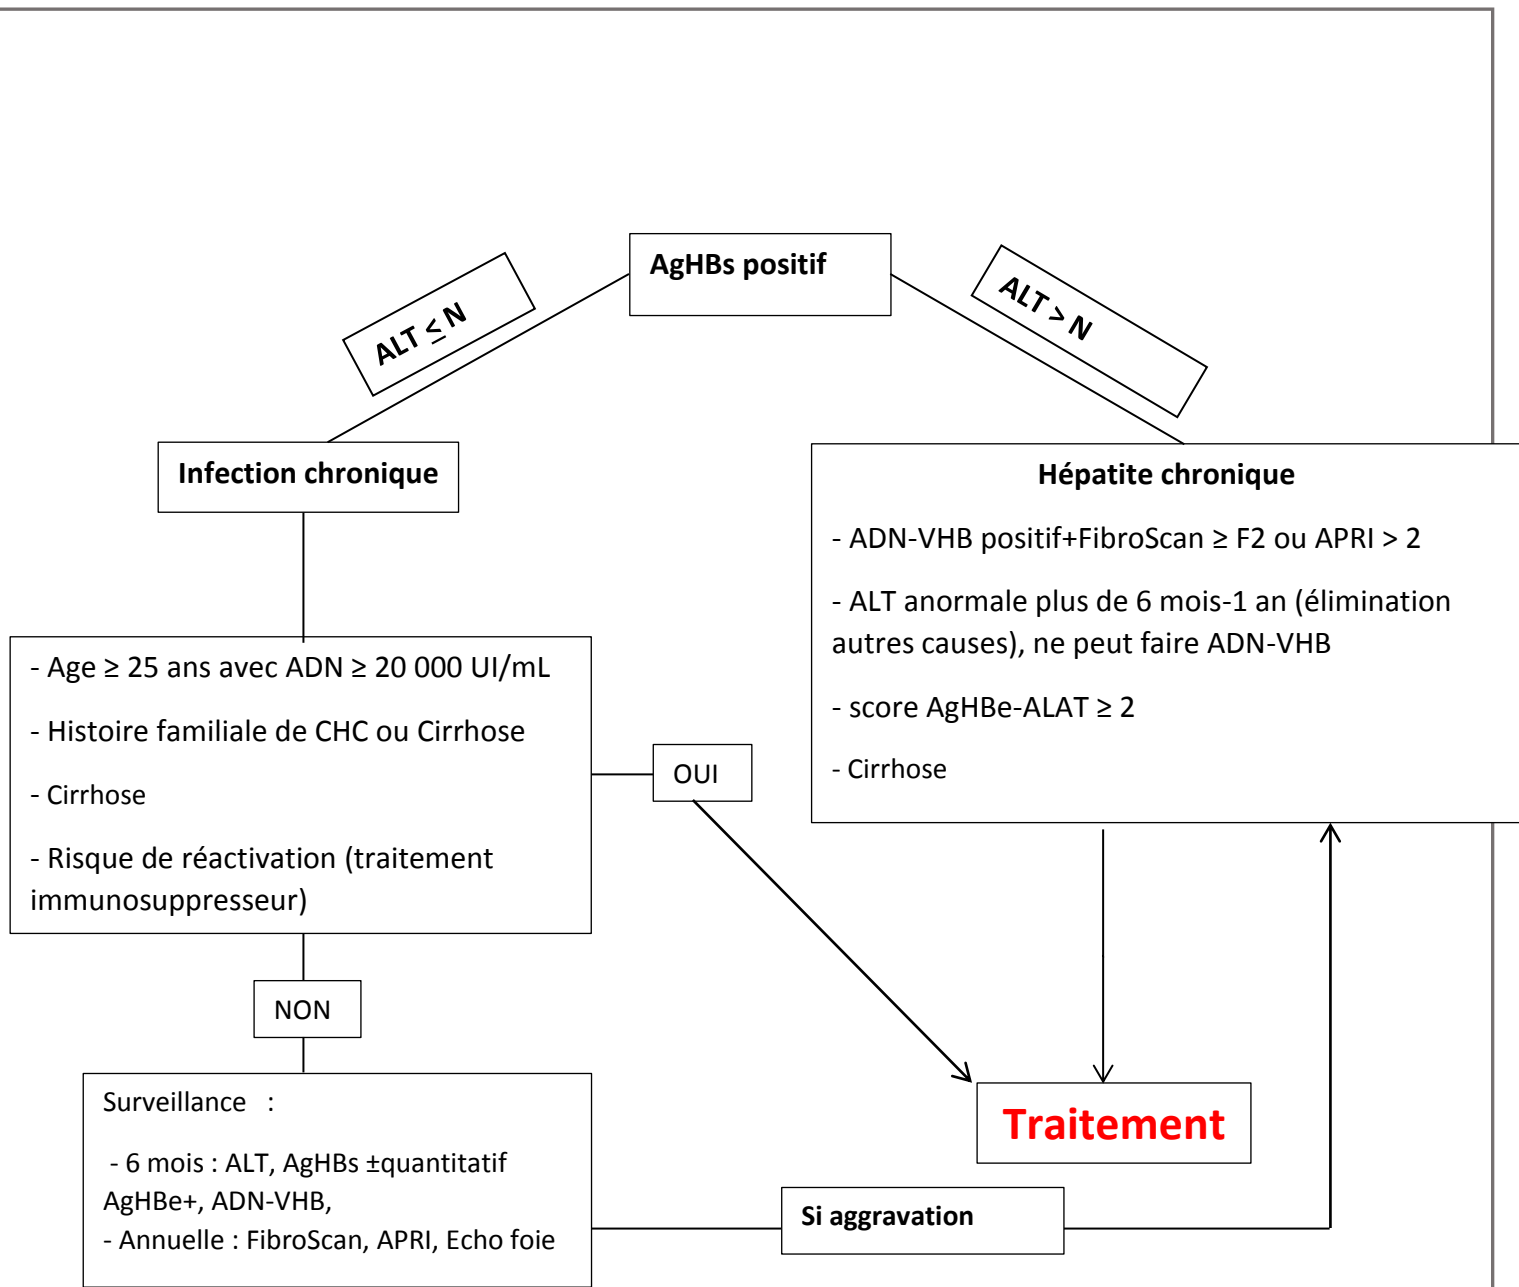 AgHBs positif
ALT ≤ N
ALT > N
Infection chronique
Hépatite chronique
- ADN-VHB positif+FibroScan ≥ F2 ou APRI > 2
- ALT anormale plus de 6 mois-1 an (élimination
autres causes), ne peut faire ADN-VHB
- score AgHBe-ALAT ≥ 2
- Cirrhose
- Age ≥ 25 ans avec ADN ≥ 20 000 UI/mL
- Histoire familiale de CHC ou Cirrhose
- Cirrhose
- Risque de réactivation (traitement
immunosuppresseur)
OUI
NON
Traitement
Surveillance :
- 6 mois : ALT, AgHBs ±quantitatif
AgHBe+, ADN-VHB,
- Annuelle : FibroScan, APRI, Echo foie
Si aggravation